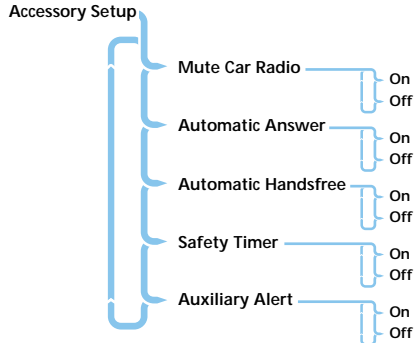 Accessory Setup
Mute Car Radio
On
Off
Automatic Answer
On
Off
Automatic Handsfree
On
Off
Safety Timer
On
Off
Auxiliary Alert
On
Off